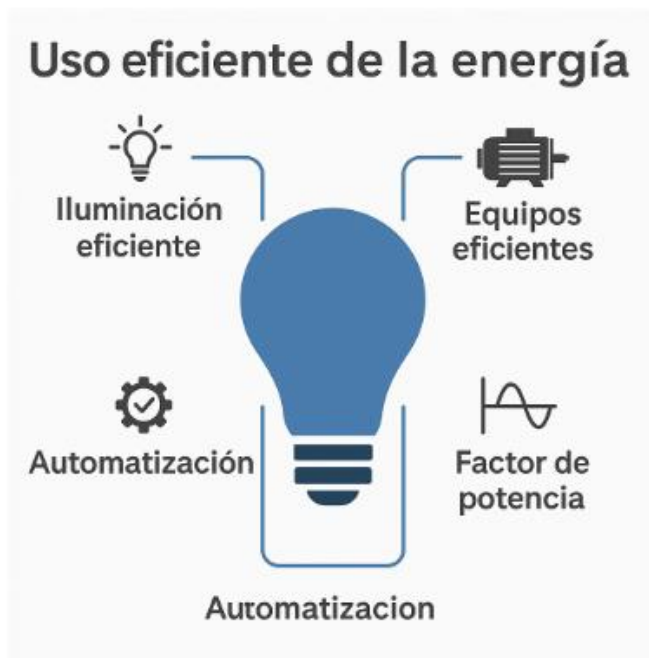 Uso eficiente de la energía
Iluminación
eficiente
Equipos
eficientes
Automatización
Factor de
potencia
Automatizacion